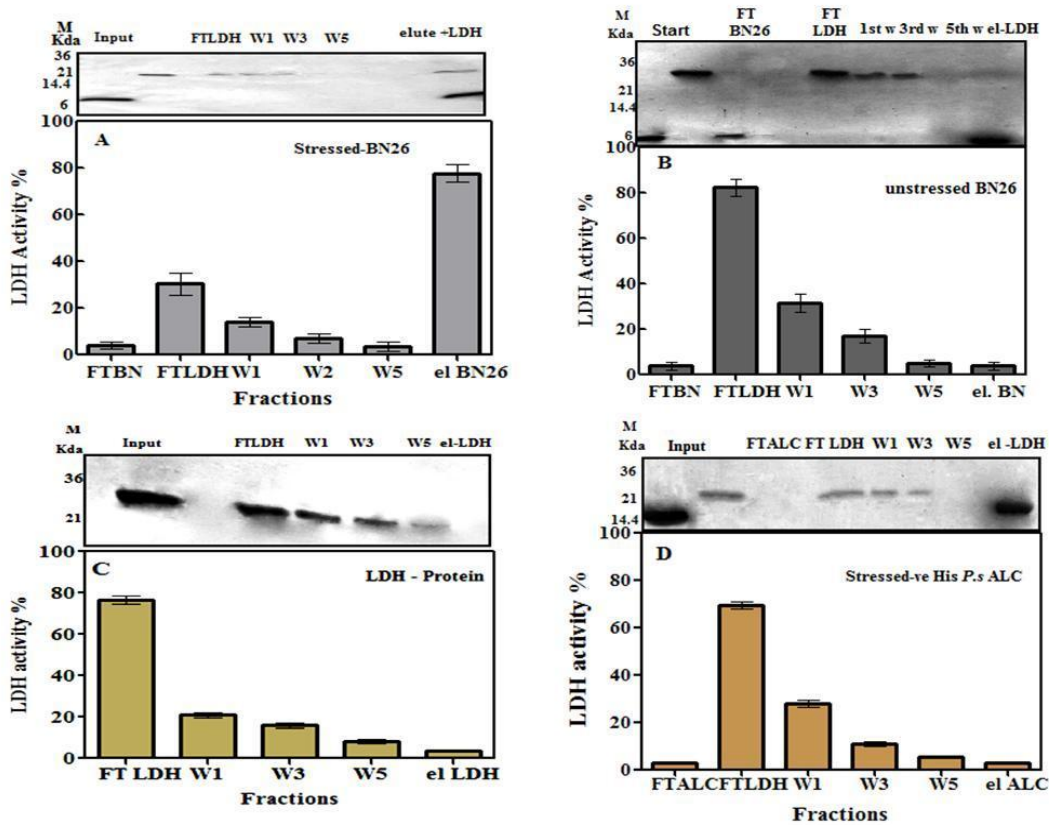 M
Kda
Input FTLDH W1 W3 W5 elute +LDH
36
21
14.4
6
A
Stressed-BN26
LDH Activity %
100
80
60
40
20
0
FTBN FTLDH W1 W2 W5 el BN26
Fractions
M
Kda
Start FT BN26 FT LDH 1st w 3rd w 5th w el-LDH
36
21
14.4
6
B
unstressed BN26
LDH Activity %
100
80
60
40
20
0
FTBN FTLDH W1 W3 W5 el. BN
M
Kda
Input FTLDH W1 W3 W5 el-LDH
36
21
C
LDH - Protein
LDH activity %
100
80
60
40
20
0
FT LDH W1 W3 W5 el LDH
Fractions
M
Kda
Input FTALC FT LDH W1 W3 W5 el -LDH
36
21
14.4
D
Stressed-ve His P.s ALC
LDH activity %
100
80
60
40
20
0
FTALC FTLDH W1 W3 W5 el ALC
Fractions